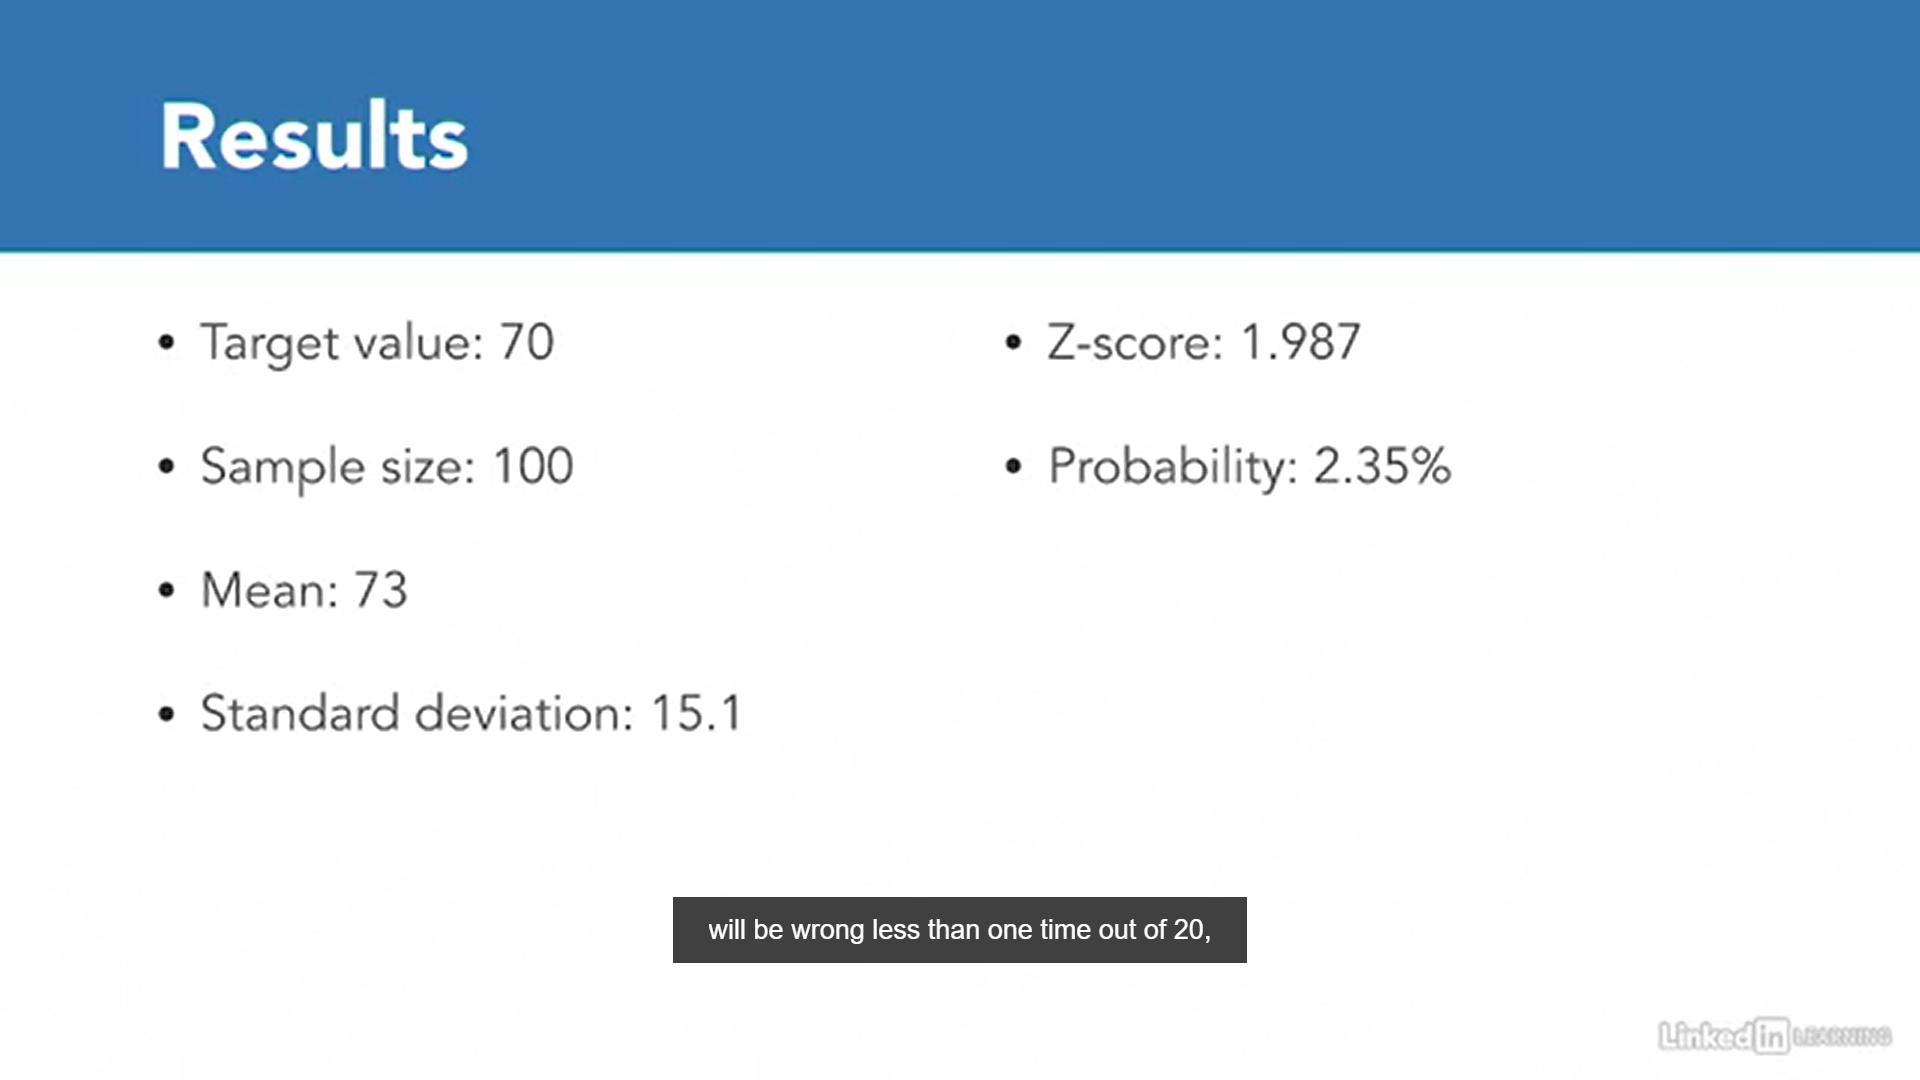 Results
• Target value: 70
• Sample size: 100
• Mean: 73
• Standard deviation: 15.1
• Z-score: 1.987
• Probability: 2.35%
will be wrong less than one time out of 20,
Linked in LEARNING